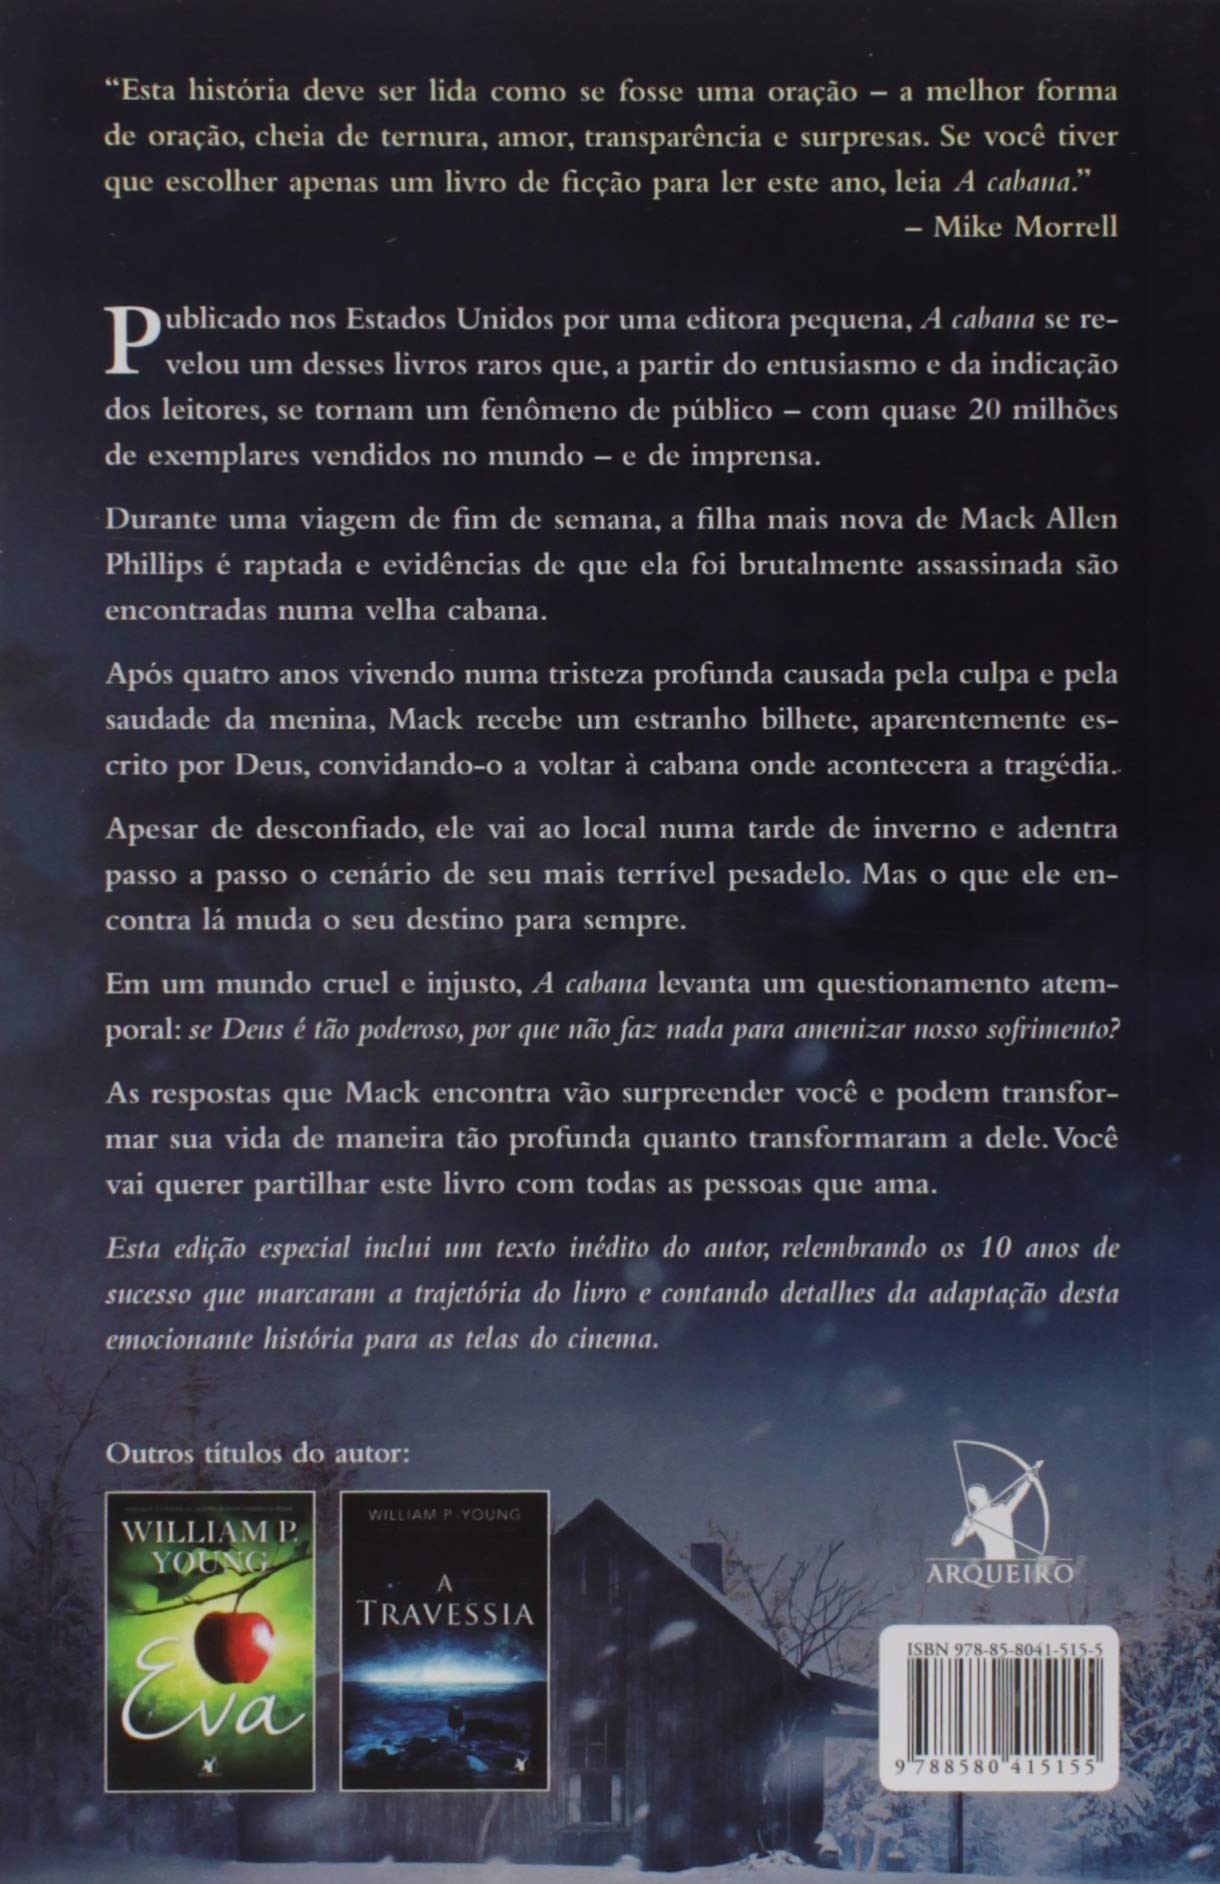 “Esta história deve ser lida como se fosse uma oração – a melhor forma
de oração, cheia de ternura, amor, transparência e surpresas. Se você tiver
que escolher apenas um livro de ficção para ler este ano, leia A cabana.”
– Mike Morrell
Publicado nos Estados Unidos por uma editora pequena, A cabana se re-
velou um desses livros raros que, a partir do entusiasmo e da indicação
dos leitores, se tornam um fenômeno de público – com quase 20 milhões
de exemplares vendidos no mundo – e de imprensa.
Durante uma viagem de fim de semana, a filha mais nova de Mack Allen
Phillips é raptada e evidências de que ela foi brutalmente assassinada são
encontradas numa velha cabana.
Após quatro anos vivendo numa tristeza profunda causada pela culpa e pela
saudade da menina, Mack recebe um estranho bilhete, aparentemente es-
crito por Deus, convidando-o a voltar à cabana onde acontecera a tragédia.
Apesar de desconfiado, ele vai ao local numa tarde de inverno e adentra
passo a passo o cenário de seu mais terrível pesadelo. Mas o que ele en-
contra lá muda o seu destino para sempre.
Em um mundo cruel e injusto, A cabana levanta um questionamento atem-
poral: se Deus é tão poderoso, por que não faz nada para amenizar nosso sofrimento?
As respostas que Mack encontra vão surpreender você e podem transfor-
mar sua vida de maneira tão profunda quanto transformaram a dele. Você
vai querer partilhar este livro com todas as pessoas que ama.
Esta edição especial inclui um texto inédito do autor, relembrando os 10 anos de
sucesso que marcaram a trajetória do livro e contando detalhes da adaptação desta
emocionante história para as telas do cinema.
Outros títulos do autor:
WILLIAM P.
YOUNG
Eva
WILLIAM P. YOUNG
A
TRAVESSIA
ARQUEIRO
ISBN 978-85-8041-515-5
9 788580 415155